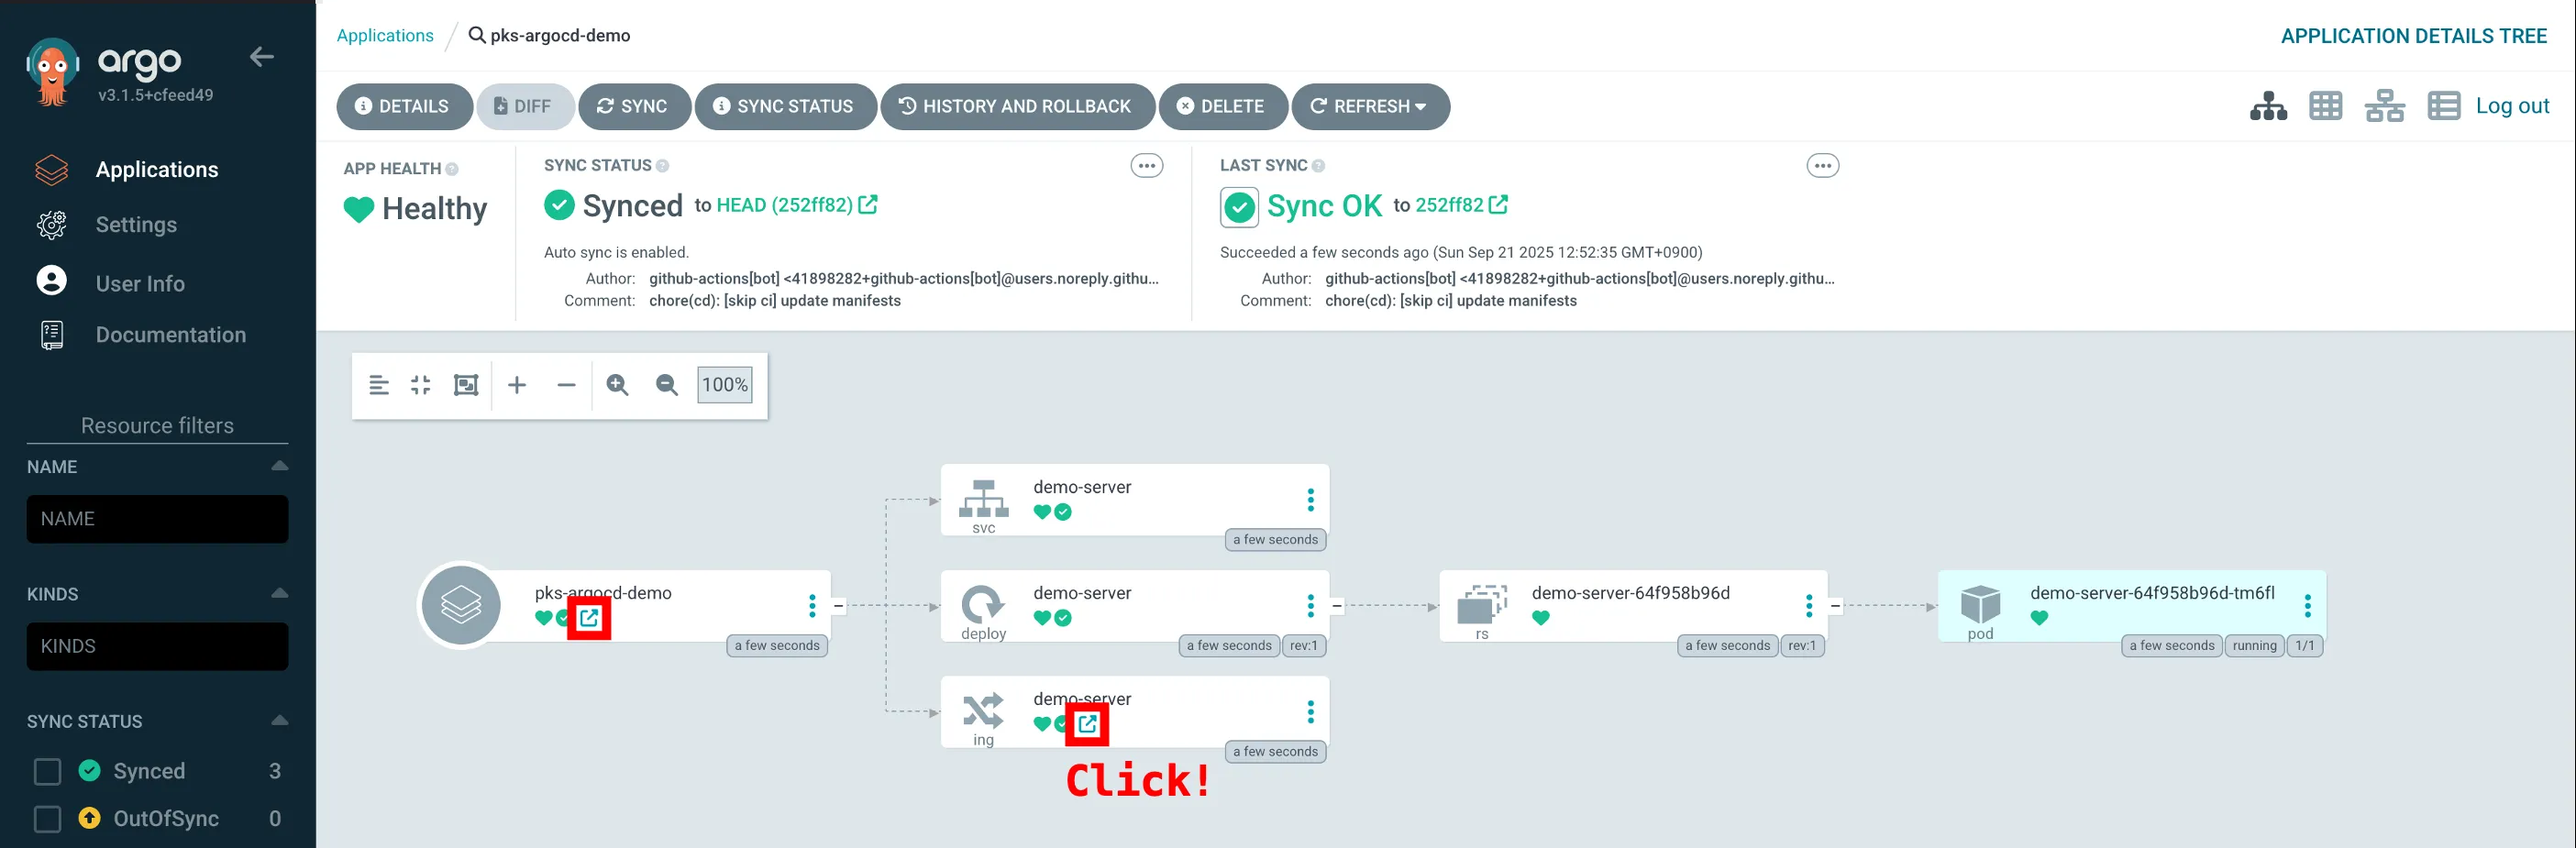 argo
v3.1.5+cfeed49
Applications
Settings
User Info
Documentation
Resource filters
NAME
NAME
KINDS
KINDS
SYNC STATUS
Synced 3
OutOfSync 0
Applications / pks-argocd-demo
APPLICATION DETAILS TREE
DETAILS DIFF SYNC SYNC STATUS HISTORY AND ROLLBACK DELETE REFRESH
Log out
APP HEALTH
Healthy
SYNC STATUS
Synced to HEAD (252ff82)
Auto sync is enabled.
Author: github-actions[bot] <41898282+github-actions[bot]@users.noreply.githu...
Comment: chore(cd): [skip ci] update manifests
LAST SYNC
Sync OK to 252ff82
Succeeded a few seconds ago (Sun Sep 21 2025 12:52:35 GMT+0900)
Author: github-actions[bot] <41898282+github-actions[bot]@users.noreply.githu...
Comment: chore(cd): [skip ci] update manifests
100%
pks-argocd-demo
a few seconds
demo-server
svc
a few seconds
demo-server
deploy
a few seconds rev:1
demo-server
ing
a few seconds
Click!
demo-server-64f958b96d
rs
a few seconds rev:1
demo-server-64f958b96d-tm6fl
pod
a few seconds running 1/1